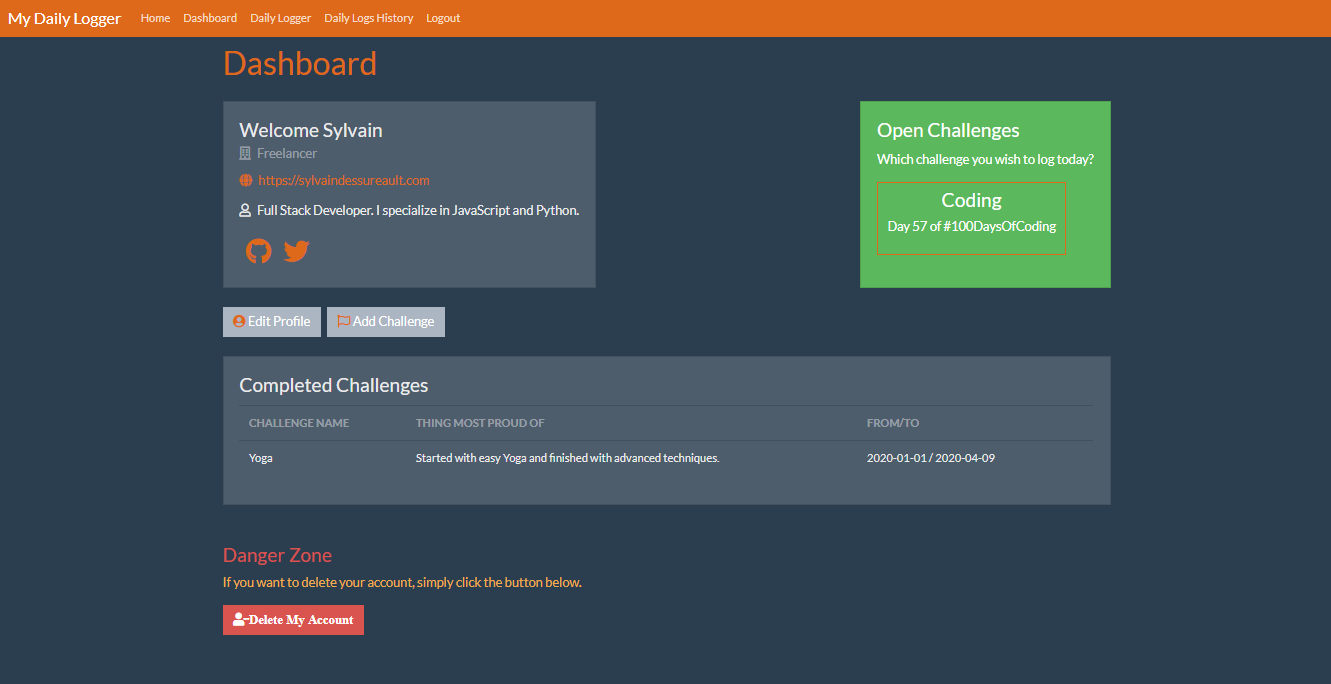 My Daily Logger Home Dashboard Daily Logger Daily Logs History Logout
Dashboard
Welcome Sylvain
Freelancer
https://sylvaindessureault.com
Full Stack Developer. I specialize in JavaScript and Python.
Open Challenges
Which challenge you wish to log today?
Coding
Day 57 of #100DaysOfCoding
Edit Profile Add Challenge
Completed Challenges
CHALLENGE NAME THING MOST PROUD OF FROM/TO
Yoga Started with easy Yoga and finished with advanced techniques. 2020-01-01 / 2020-04-09
Danger Zone
If you want to delete your account, simply click the button below.
Delete My Account